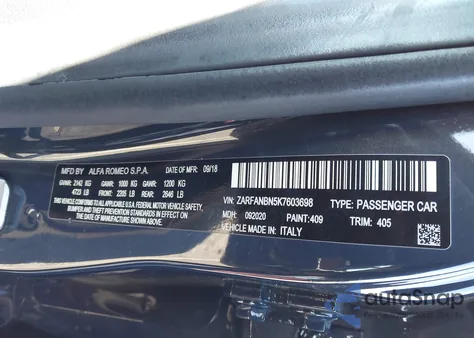 MFD BY ALFA ROMEO S.P.A. DATE OF MFR. 09/18
GVWR: 2142 KG GAWR: 1000 KG GAWR: 1200 KG
4723 LB FRONT: 2205 LB REAR: 2646 LB
THIS VEHICLE CONFORMS TO ALL APPLICABLE
U.S.A. FEDERAL MOTOR VEHICLE SAFETY, BUMPER, AND
THEFT PREVENTION STANDARDS IN EFFECT ON THE
DATE OF MANUFACTURE SHOWN ABOVE.
VIN: ZARFANBN5K7603698 TYPE: PASSENGER CAR
MDH: 092020 PAINT: 409 TRIM: 405
VEHICLE MADE IN: ITALY
autoSnap